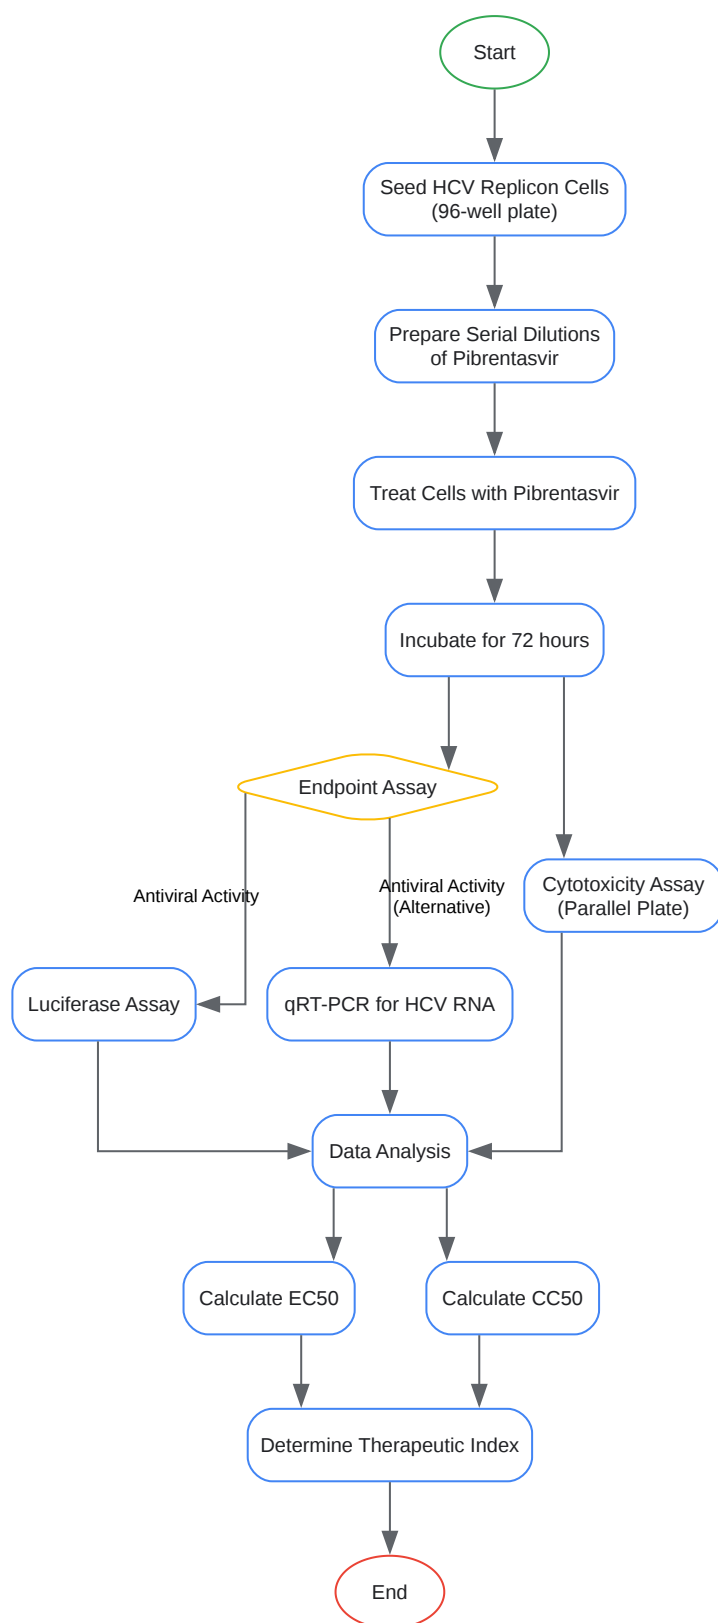 Start
Seed HCV Replicon Cells
(96-well plate)
Prepare Serial Dilutions
of Pibrentasvir
Treat Cells with Pibrentasvir
Incubate for 72 hours
Endpoint Assay
Antiviral Activity
Antiviral Activity
(Alternative)
Cytotoxicity Assay
(Parallel Plate)
Luciferase Assay
qRT-PCR for HCV RNA
Data Analysis
Calculate EC50
Calculate CC50
Determine Therapeutic Index
End